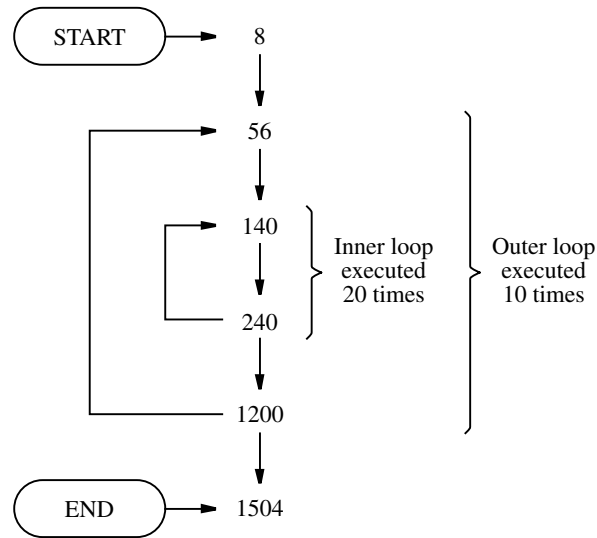 START
8
56
140
Inner loop
executed
20 times
Outer loop
executed
10 times
240
1200
END
1504